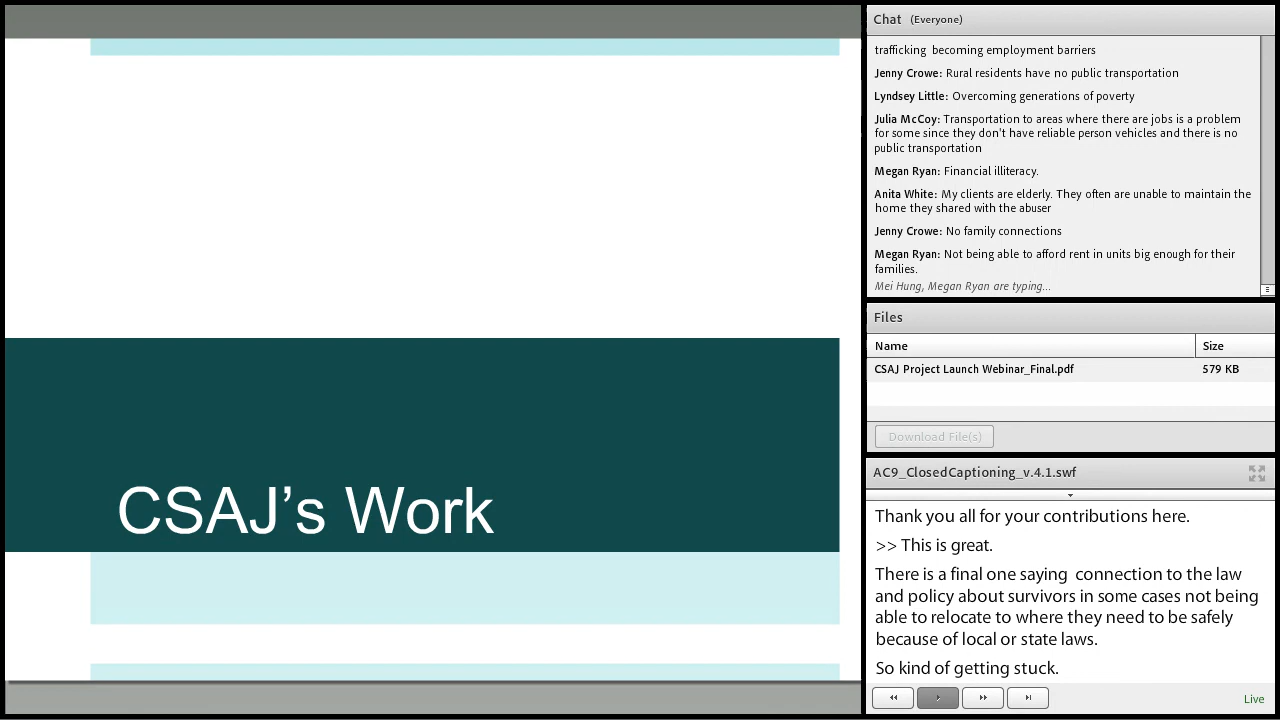 CSAJ’s Work
Chat (Everyone)
trafficking becoming employment barriers
Jenny Crowe: Rural residents have no public transportation
Lyndsey Little: Overcoming generations of poverty
Julia McCoy: Transportation to areas where there are jobs is a problem
for some since they don't have reliable person vehicles and there is no
public transportation
Megan Ryan: Financial illiteracy.
Anita White: My clients are elderly. They often are unable to maintain the
home they shared with the abuser
Jenny Crowe: No family connections
Megan Ryan: Not being able to afford rent in units big enough for their
families.
Mei Hung, Megan Ryan are typing...
Files
Name Size
CSAJ Project Launch Webinar_Final.pdf 579 KB
Download File(s)
AC9_ClosedCaptioning_v.4.1.swf
Thank you all for your contributions here.
>> This is great.
There is a final one saying connection to the law
and policy about survivors in some cases not being
able to relocate to where they need to be safely
because of local or state laws.
So kind of getting stuck.
Live